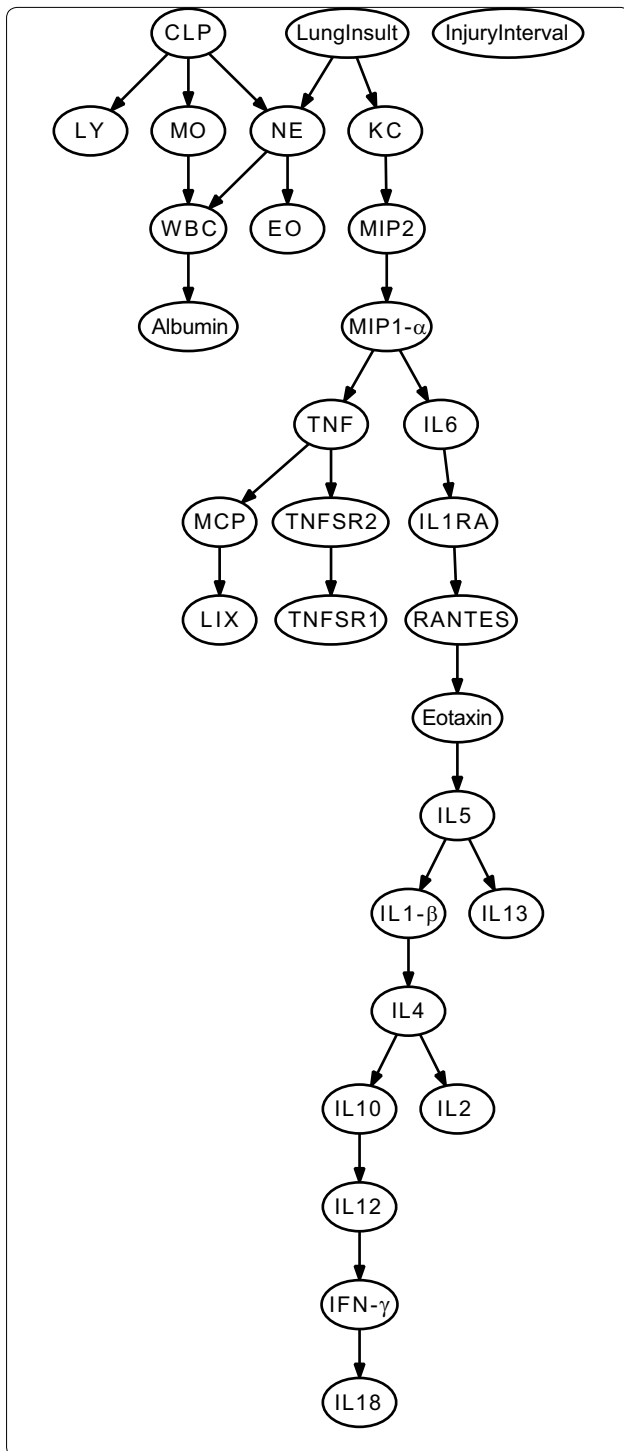 CLP LungInsult InjuryInterval
LY MO NE KC
WBC EO MIP2
Albumin MIP1-α
TNF IL6
MCP TNFSR2 IL1RA
LIX TNFSR1 RANTES
Eotaxin
IL5
IL1-β IL13
IL4
IL10 IL2
IL12
IFN-γ
IL18